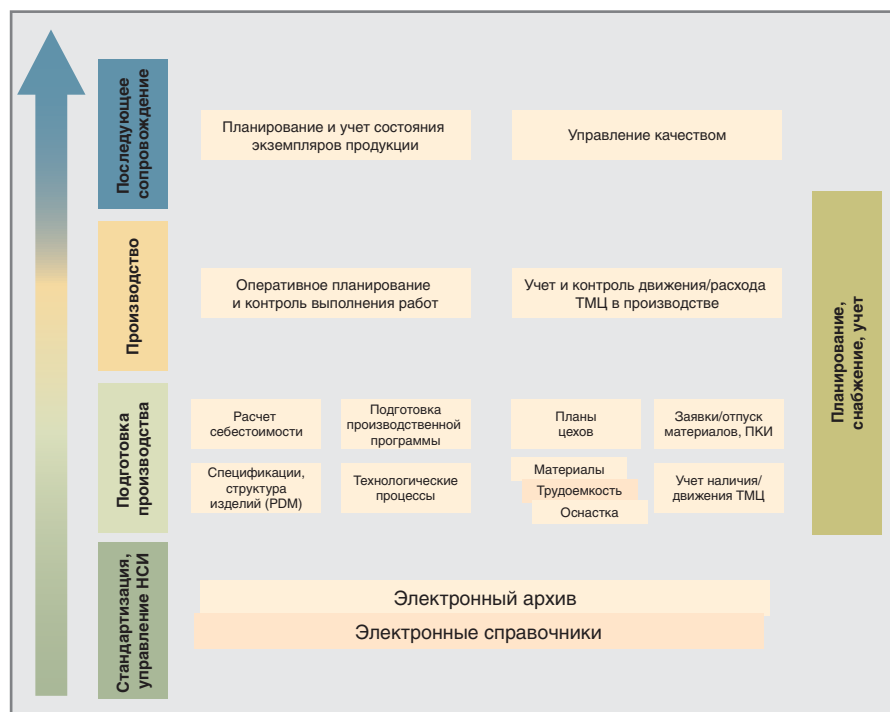 Последующее
сопровождение
Планирование и учет состояния
экземпляров продукции
Управление качеством
Производство
Оперативное планирование
и контроль выполнения работ
Учет и контроль движения/расхода
ТМЦ в производстве
Планирование,
снабжение, учет
Подготовка
производства
Расчет
себестоимости
Подготовка
производственной
программы
Планы
цехов
Заявки/отпуск
материалов, ПКИ
Спецификации,
структура
изделий (PDM)
Технологические
процессы
Материалы
Трудоемкость
Оснастка
Учет наличия/
движения ТМЦ
Стандартизация,
управление НСИ
Электронный архив
Электронные справочники